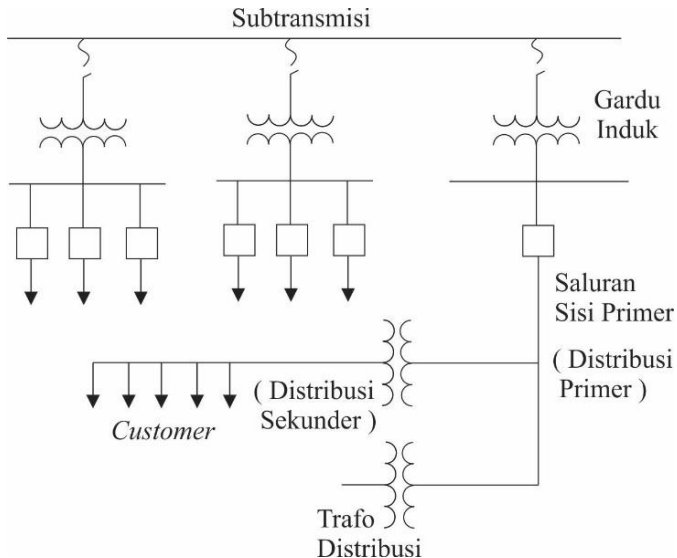 Subtransmisi
Gardu
Induk
Saluran
Sisi Primer
( Distribusi
Primer )
( Distribusi
Sekunder )
Customer
Trafo
Distribusi